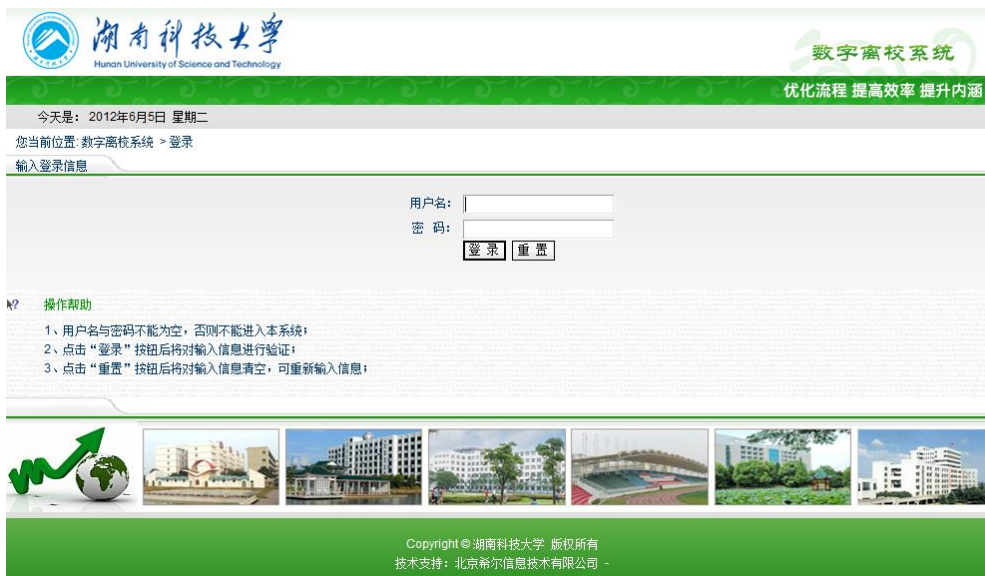 湖南科技大学
Hunan University of Science and Technology
数字离校系统
优化流程 提高效率 提升内涵
今天是： 2012年6月5日 星期二
您当前位置: 数字离校系统 > 登录
输入登录信息
用户名：
密 码：
登 录 重 置
操作帮助
1、用户名与密码不能为空，否则不能进入本系统；
2、点击“登录”按钮后将对输入信息进行验证；
3、点击“重置”按钮后将对输入信息清空，可重新输入信息；
Copyright © 湖南科技大学 版权所有
技术支持：北京希尔信息技术有限公司 -